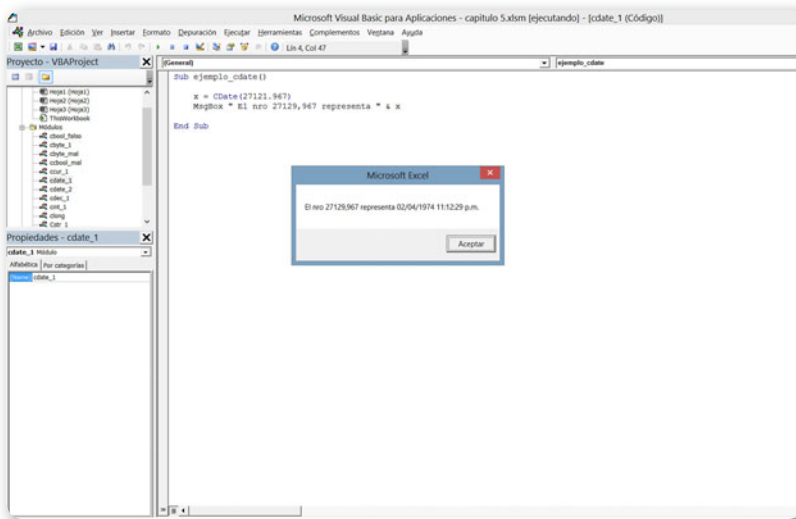 Microsoft Visual Basic para Aplicaciones - capitulo 5.xlsm [ejecutando] - [cdate_1 (Código)]
Archivo Edición Ver Insertar Formato Depuración Ejecutar Herramientas Complementos Ventana Ayuda
Lín 4, Col 47
Proyecto - VBAProject
(General)
ejemplo_cdate
Hoja1 (Hoja1)
Hoja2 (Hoja2)
Hoja3 (Hoja3)
ThisWorkbook
Módulos
cbool_falso
cbyte_1
cbyte_mal
ccbool_mal
ccur_1
cdate_1
cdate_2
cdec_1
cint_1
clong
Cstr_1
Sub ejemplo_cdate()
x = CDate(27121.967)
MsgBox " El nro 27129,967 representa " & x
End Sub
Microsoft Excel
El nro 27129,967 representa 02/04/1974 11:12:29 p.m.
Aceptar
Propiedades - cdate_1
cdate_1 Módulo
Alfabética Por categorías
(Name) cdate_1